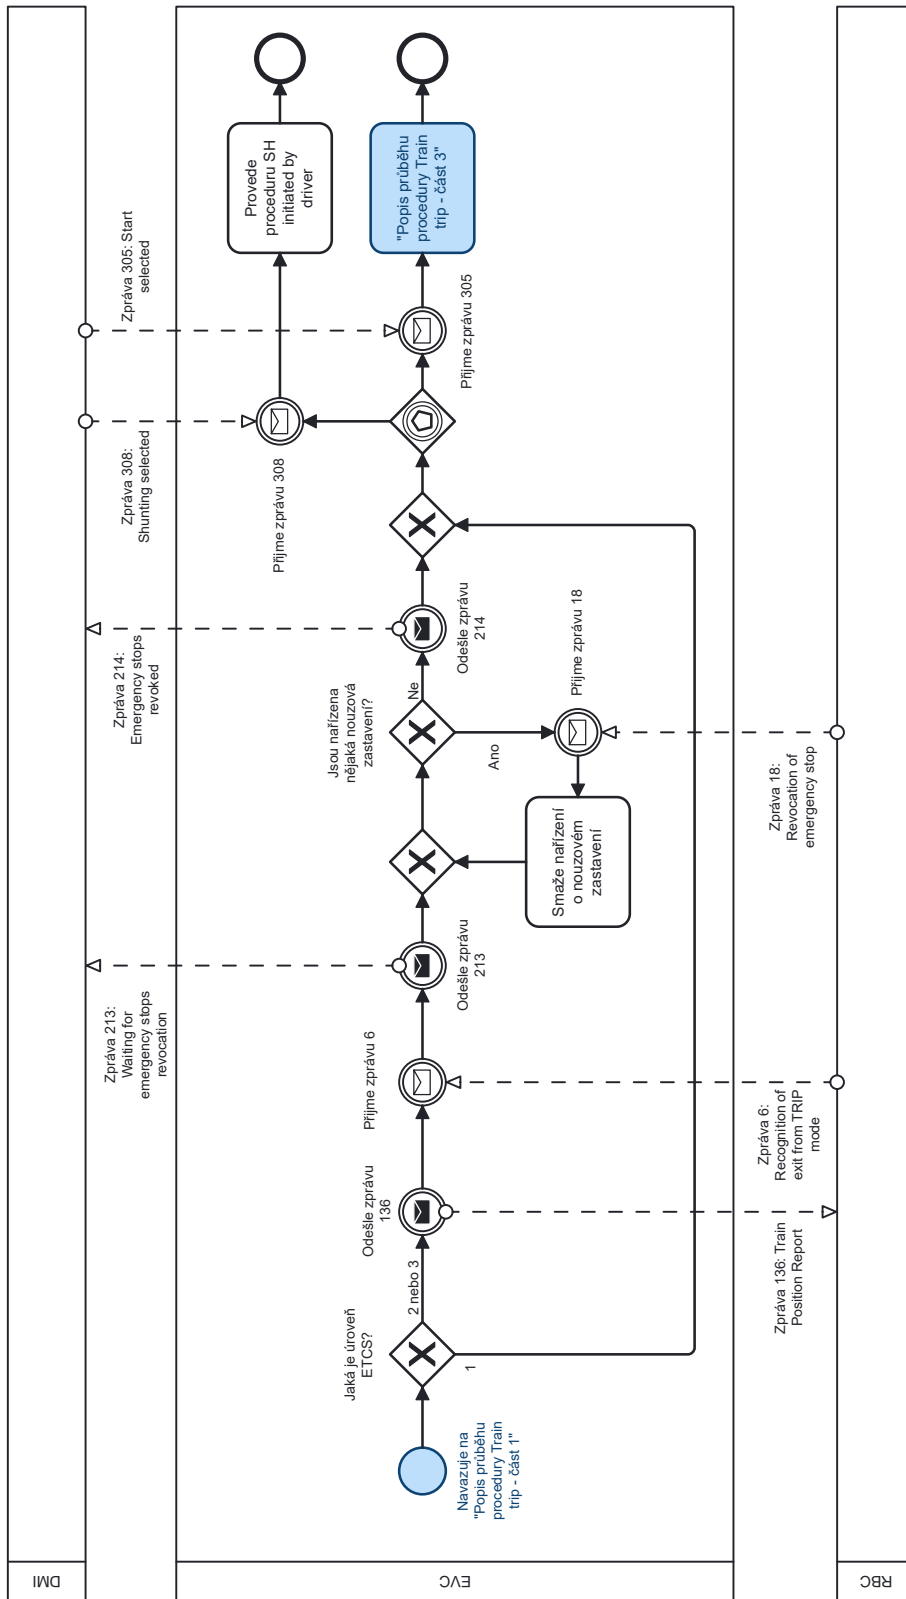 DMI
Zpráva 213:
Waiting for
emergency stops
revocation
Zpráva 214:
Emergency stops
revoked
Zpráva 308:
Shunting selected
Zpráva 305: Start
selected
EVC
Navazuje na
"Popis průběhu
procedury Train
trip - část 1"
Jaká je úroveň
ETCS?
2 nebo 3
1
Odešle zprávu
136
Přijme zprávu 6
Odešle zprávu
213
Jsou nařízena
nějaká nouzová
zastavení?
Ne
Ano
Smaže nařízení
o nouzovém
zastavení
Přijme zprávu 18
Odešle zprávu
214
Přijme zprávu 308
Přijme zprávu 305
Provede
proceduru SH
initiated by
driver
"Popis průběhu
procedury Train
trip - část 3"
RBC
Zpráva 136: Train
Position Report
Zpráva 6:
Recognition of
exit from TRIP
mode
Zpráva 18:
Revocation of
emergency stop